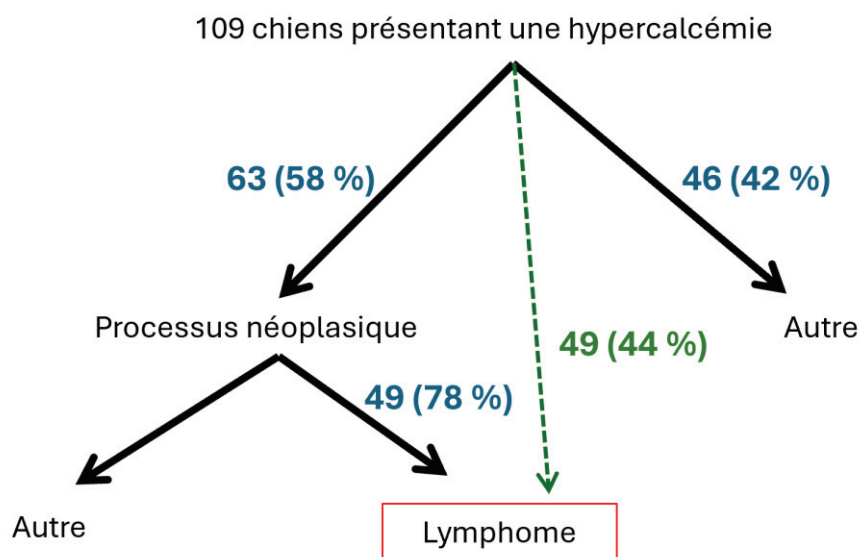 109 chiens présentant une hypercalcémie
63 (58 %)
46 (42 %)
Processus néoplasique
49 (44 %)
Autre
49 (78 %)
Autre
Lymphome